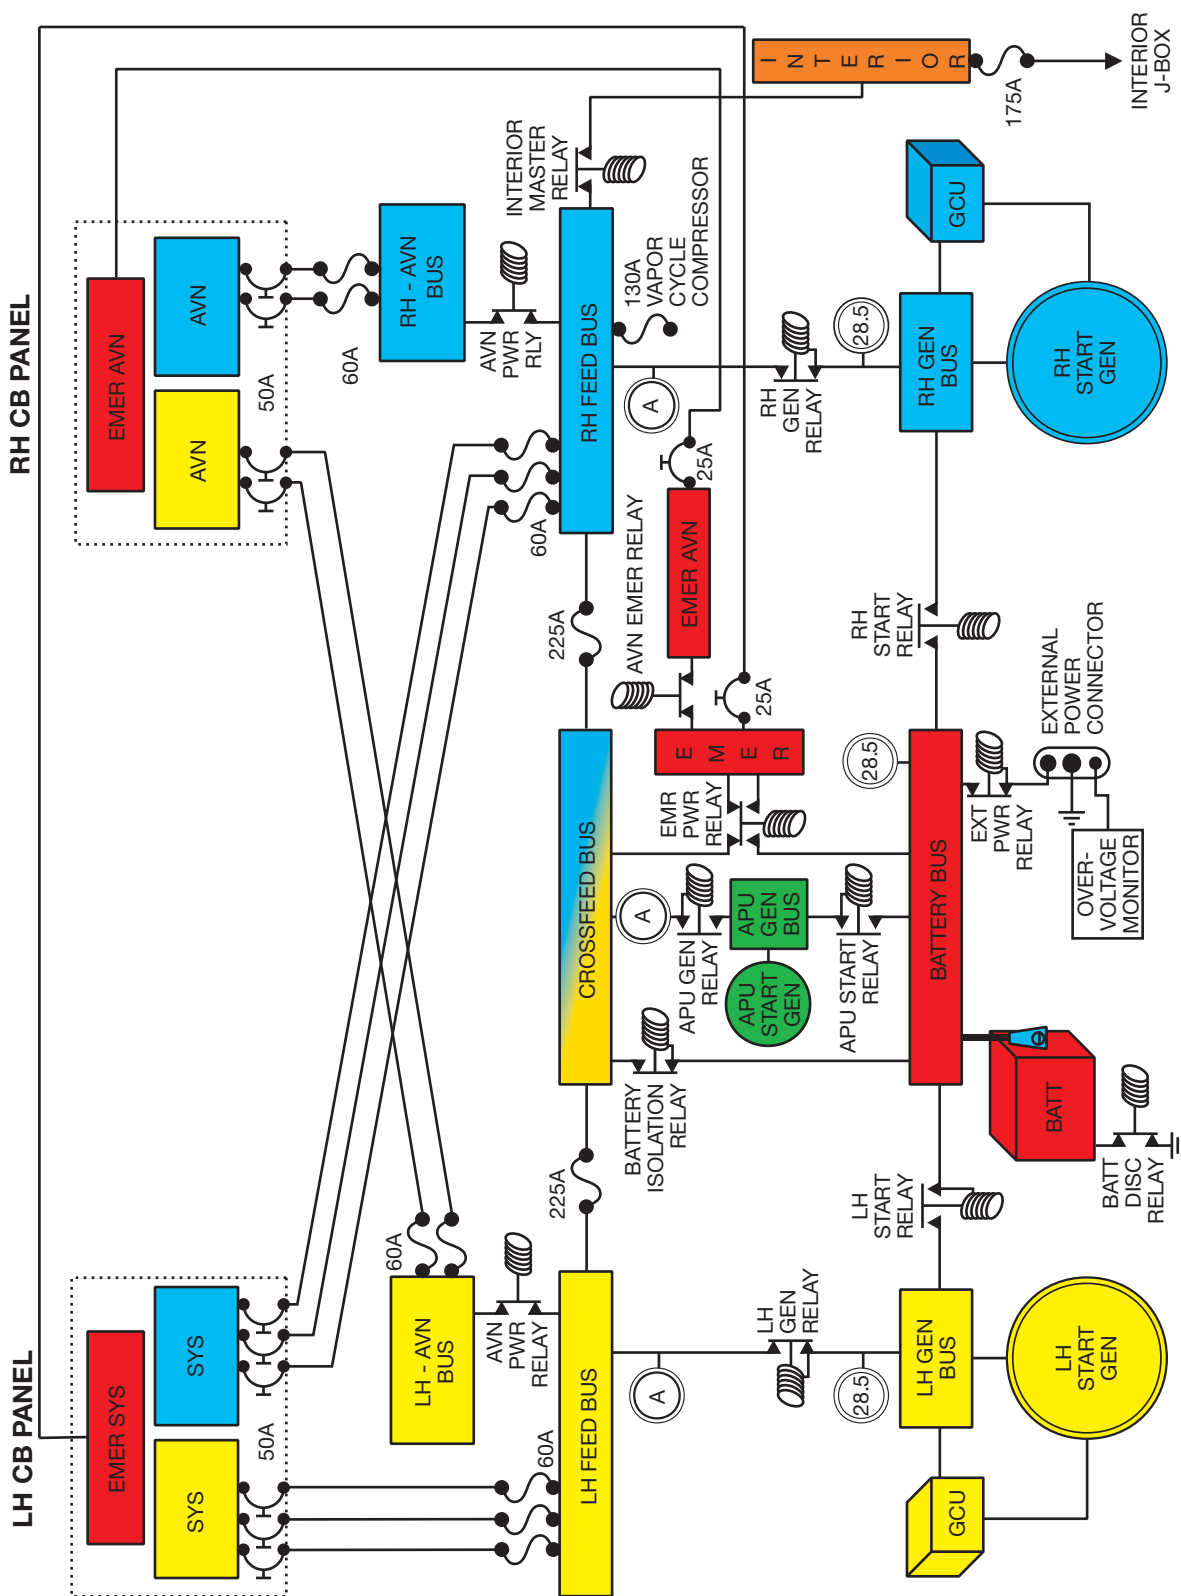 LH CB PANEL
RH CB PANEL
EMER SYS
SYS
SYS
50A
EMER AVN
AVN
AVN
50A
60A
60A
LH - AVN
BUS
AVN
PWR
RELAY
RH - AVN
BUS
AVN
PWR
RLY
INTERIOR
MASTER
RELAY
60A
60A
LH FEED BUS
225A
CROSSFEED BUS
225A
RH FEED BUS
130A
VAPOR
CYCLE
COMPRESSOR
INTERIOR
175A
INTERIOR
J-BOX
A
LH
GEN
RELAY
28.5
BATTERY
ISOLATION
RELAY
A
APU GEN
RELAY
APU
START
GEN
APU
GEN
BUS
APU START
RELAY
EMR
PWR
RELAY
EMER
25A
AVN EMER RELAY
EMER AVN
25A
A
RH
GEN
RELAY
28.5
28.5
LH GEN
BUS
LH
START
RELAY
BATTERY BUS
RH
START
RELAY
RH GEN
BUS
GCU
LH
START
GEN
BATT
BATT
DISC
RELAY
EXT
PWR
RELAY
EXTERNAL
POWER
CONNECTOR
OVER-
VOLTAGE
MONITOR
GCU
RH
START
GEN